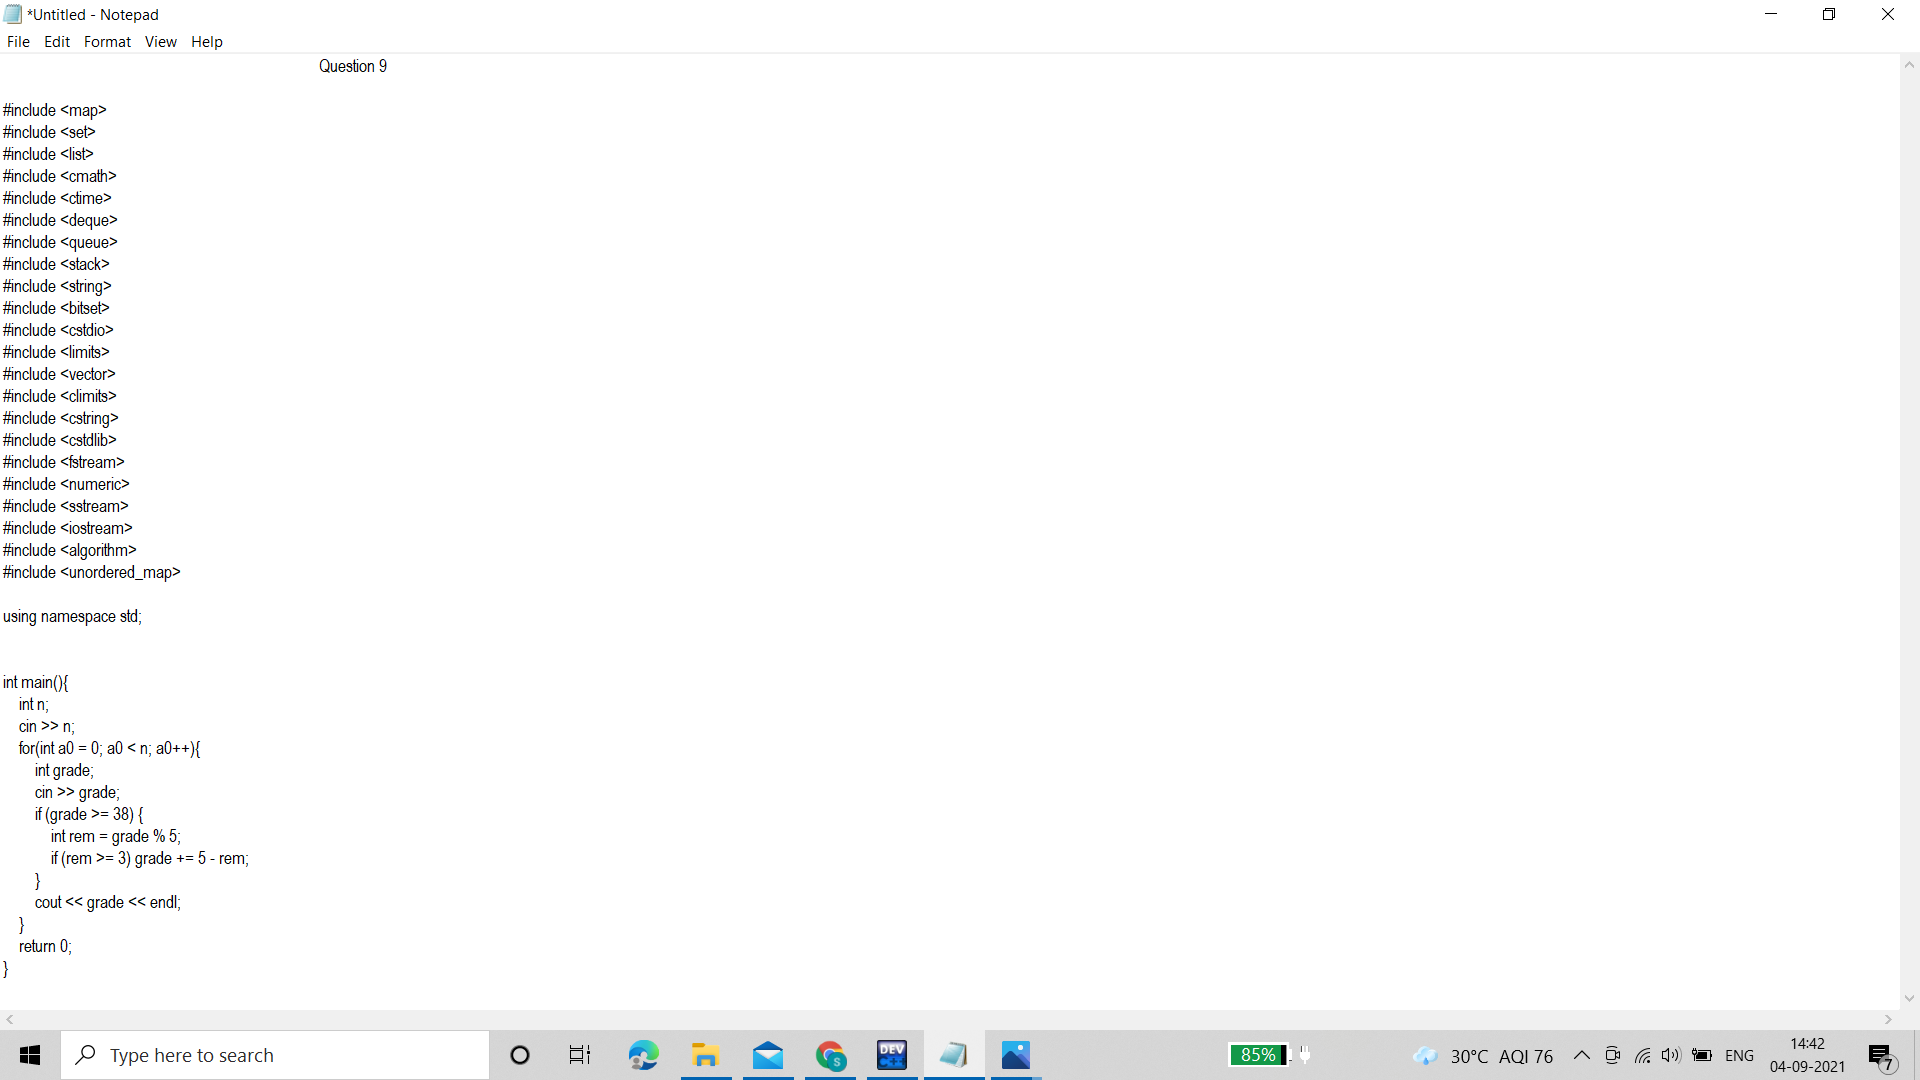 *Untitled - Notepad
File Edit Format View Help
Question 9
#include <map>
#include <set>
#include <list>
#include <cmath>
#include <ctime>
#include <deque>
#include <queue>
#include <stack>
#include <string>
#include <bitset>
#include <cstdio>
#include <limits>
#include <vector>
#include <climits>
#include <cstring>
#include <cstdlib>
#include <fstream>
#include <numeric>
#include <sstream>
#include <iostream>
#include <algorithm>
#include <unordered_map>
using namespace std;
int main(){
int n;
cin >> n;
for(int a0 = 0; a0 < n; a0++){
int grade;
cin >> grade;
if (grade >= 38) {
int rem = grade % 5;
if (rem >= 3) grade += 5 - rem;
}
cout << grade << endl;
}
return 0;
}
Type here to search
S
DEV
C++
85%
30°C AQI 76
ENG
14:42
04-09-2021
7